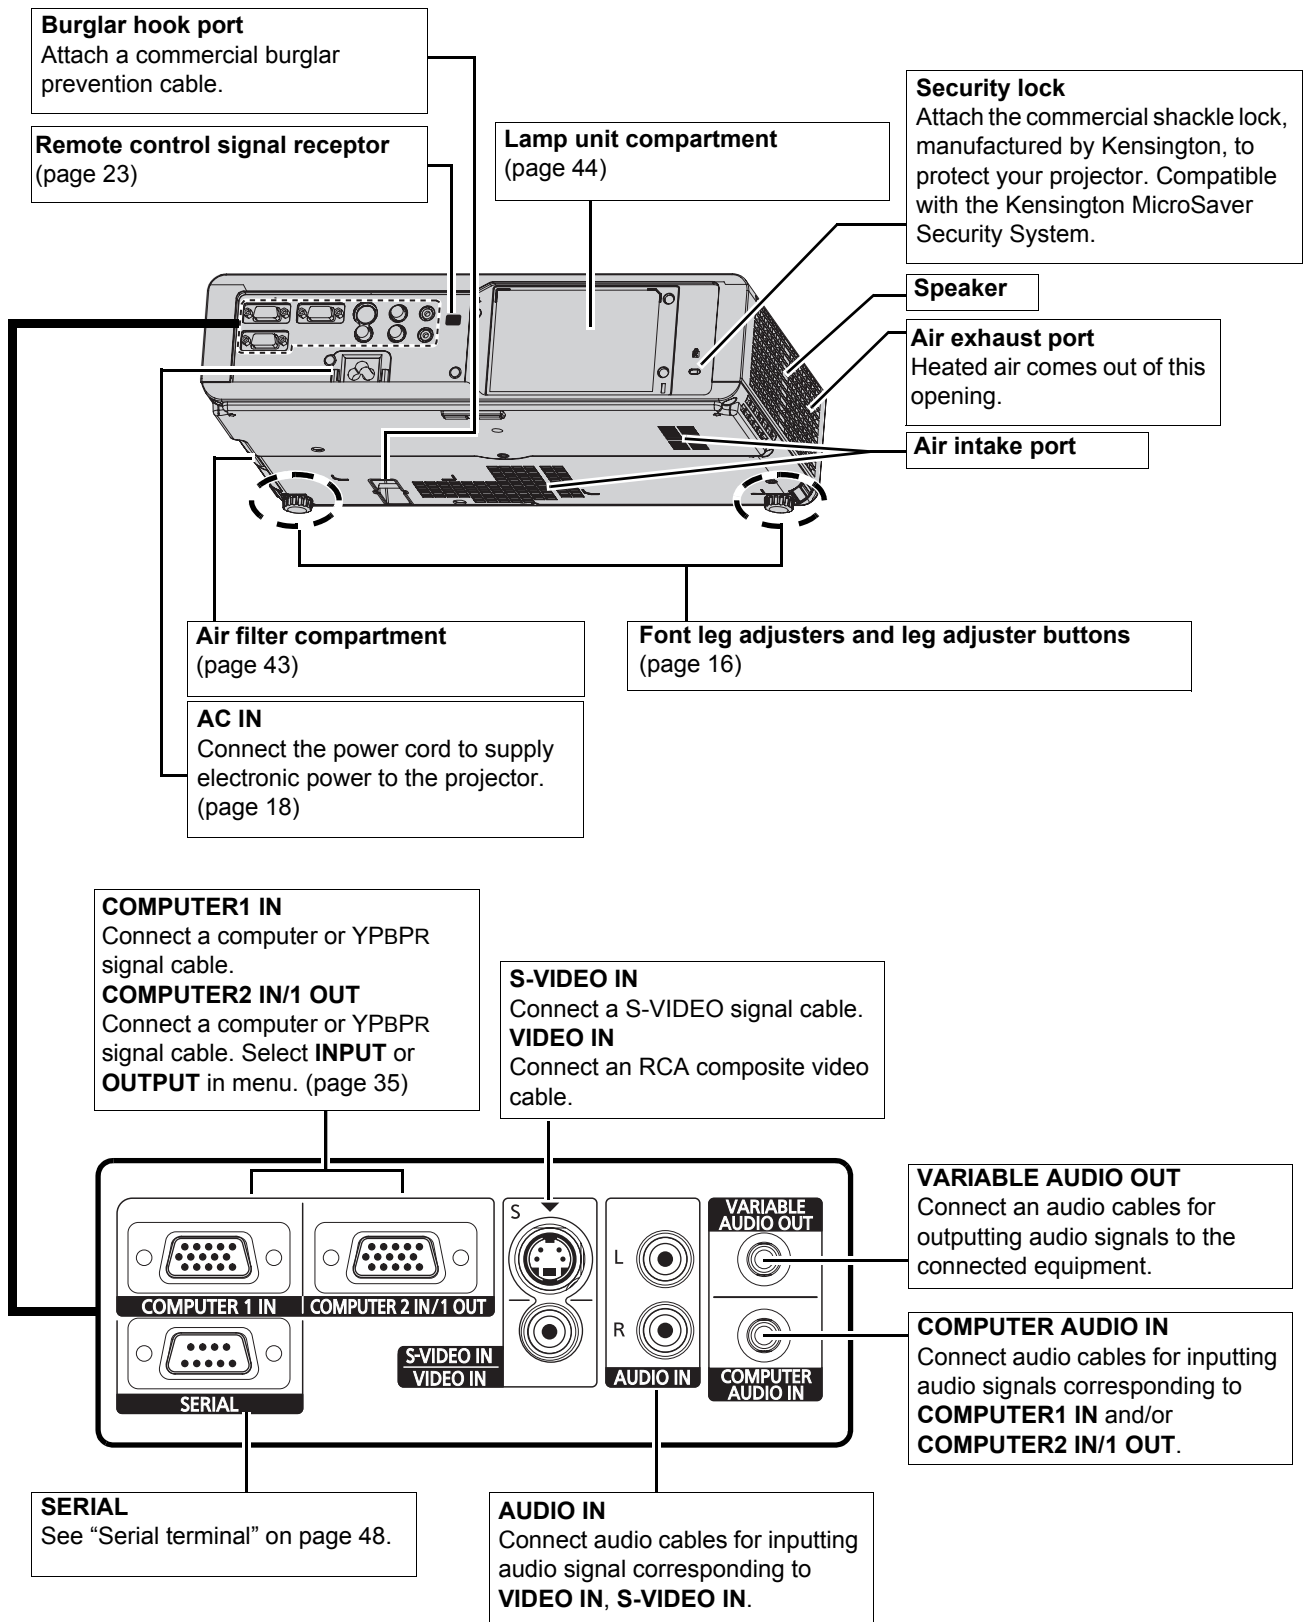 Burglar hook port
Attach a commercial burglar
prevention cable.
Remote control signal receptor
(page 23)
Lamp unit compartment
(page 44)
Security lock
Attach the commercial shackle lock,
manufactured by Kensington, to
protect your projector. Compatible
with the Kensington MicroSaver
Security System.
Speaker
Air exhaust port
Heated air comes out of this
opening.
Air intake port
Air filter compartment
(page 43)
Font leg adjusters and leg adjuster buttons
(page 16)
AC IN
Connect the power cord to supply
electronic power to the projector.
(page 18)
COMPUTER1 IN
Connect a computer or YPBPR
signal cable.
COMPUTER2 IN/1 OUT
Connect a computer or YPBPR
signal cable. Select INPUT or
OUTPUT in menu. (page 35)
S-VIDEO IN
Connect a S-VIDEO signal cable.
VIDEO IN
Connect an RCA composite video
cable.
VARIABLE AUDIO OUT
Connect an audio cables for
outputting audio signals to the
connected equipment.
COMPUTER AUDIO IN
Connect audio cables for inputting
audio signals corresponding to
COMPUTER1 IN and/or
COMPUTER2 IN/1 OUT.
COMPUTER 1 IN
COMPUTER 2 IN/1 OUT
SERIAL
S
S-VIDEO IN
VIDEO IN
L
R
AUDIO IN
VARIABLE
AUDIO OUT
COMPUTER
AUDIO IN
SERIAL
See “Serial terminal” on page 48.
AUDIO IN
Connect audio cables for inputting
audio signal corresponding to
VIDEO IN, S-VIDEO IN.